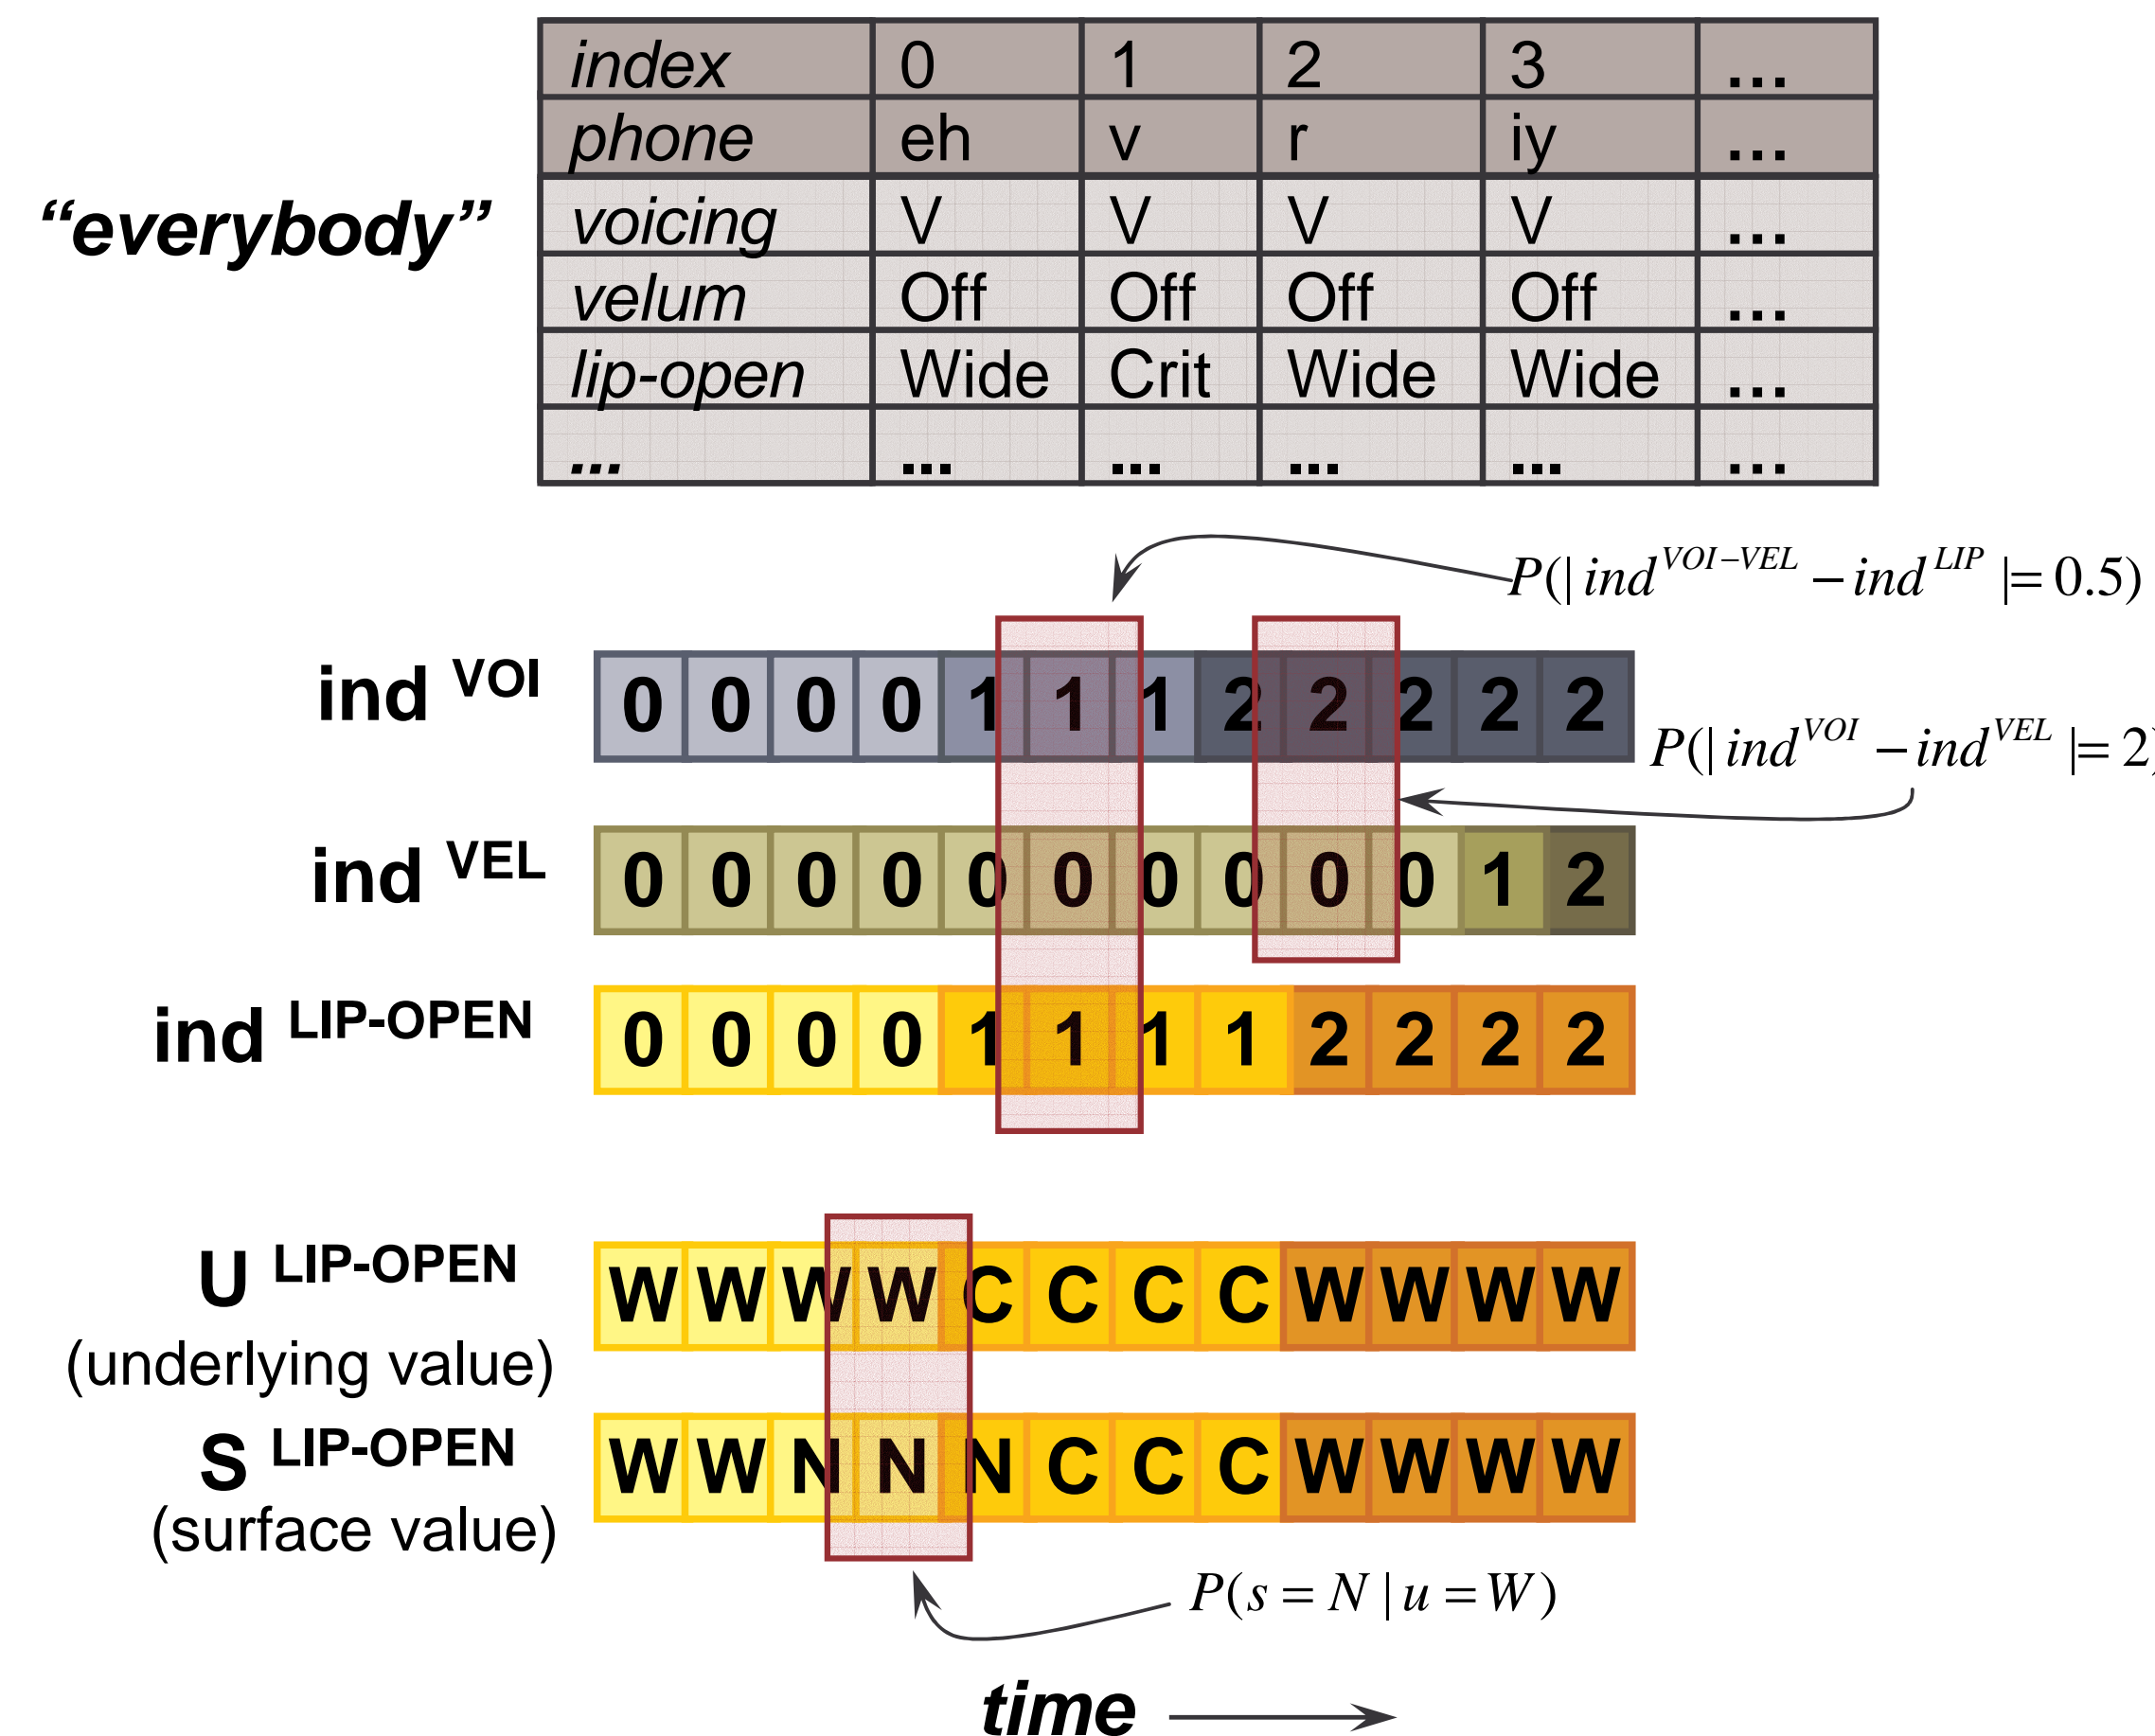 index 0 1 2 3 ...
phone eh v r iy ...
“everybody”
voicing V V V V ...
velum Off Off Off Off ...
lip-open Wide Crit Wide Wide ...
... ... ... ... ... ...
P(| ind^VOI−VEL − ind^LIP |= 0.5)
ind VOI 0 0 0 0 1 1 1 2 2 2 2 2
P(| ind^VOI − ind^VEL |= 2)
ind VEL 0 0 0 0 0 0 0 0 0 0 1 2
ind LIP-OPEN 0 0 0 0 1 1 1 1 2 2 2 2
U LIP-OPEN W W W W C C C C W W W W
(underlying value)
S LIP-OPEN W W N N N C C C W W W W
(surface value)
P(s = N | u = W)
time